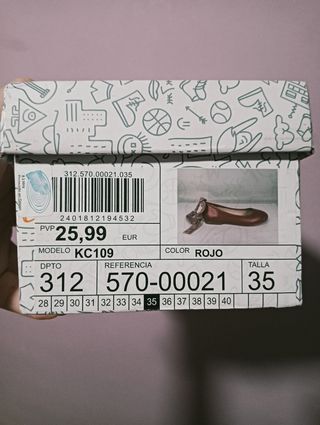 312.570.00021.035
2401812194532
PVP 25,99 EUR
MODELO KC109 COLOR ROJO
DPTO REFERENCIA TALLA
312 570-00021 35
28 29 30 31 32 33 34 35 36 37 38 39 40